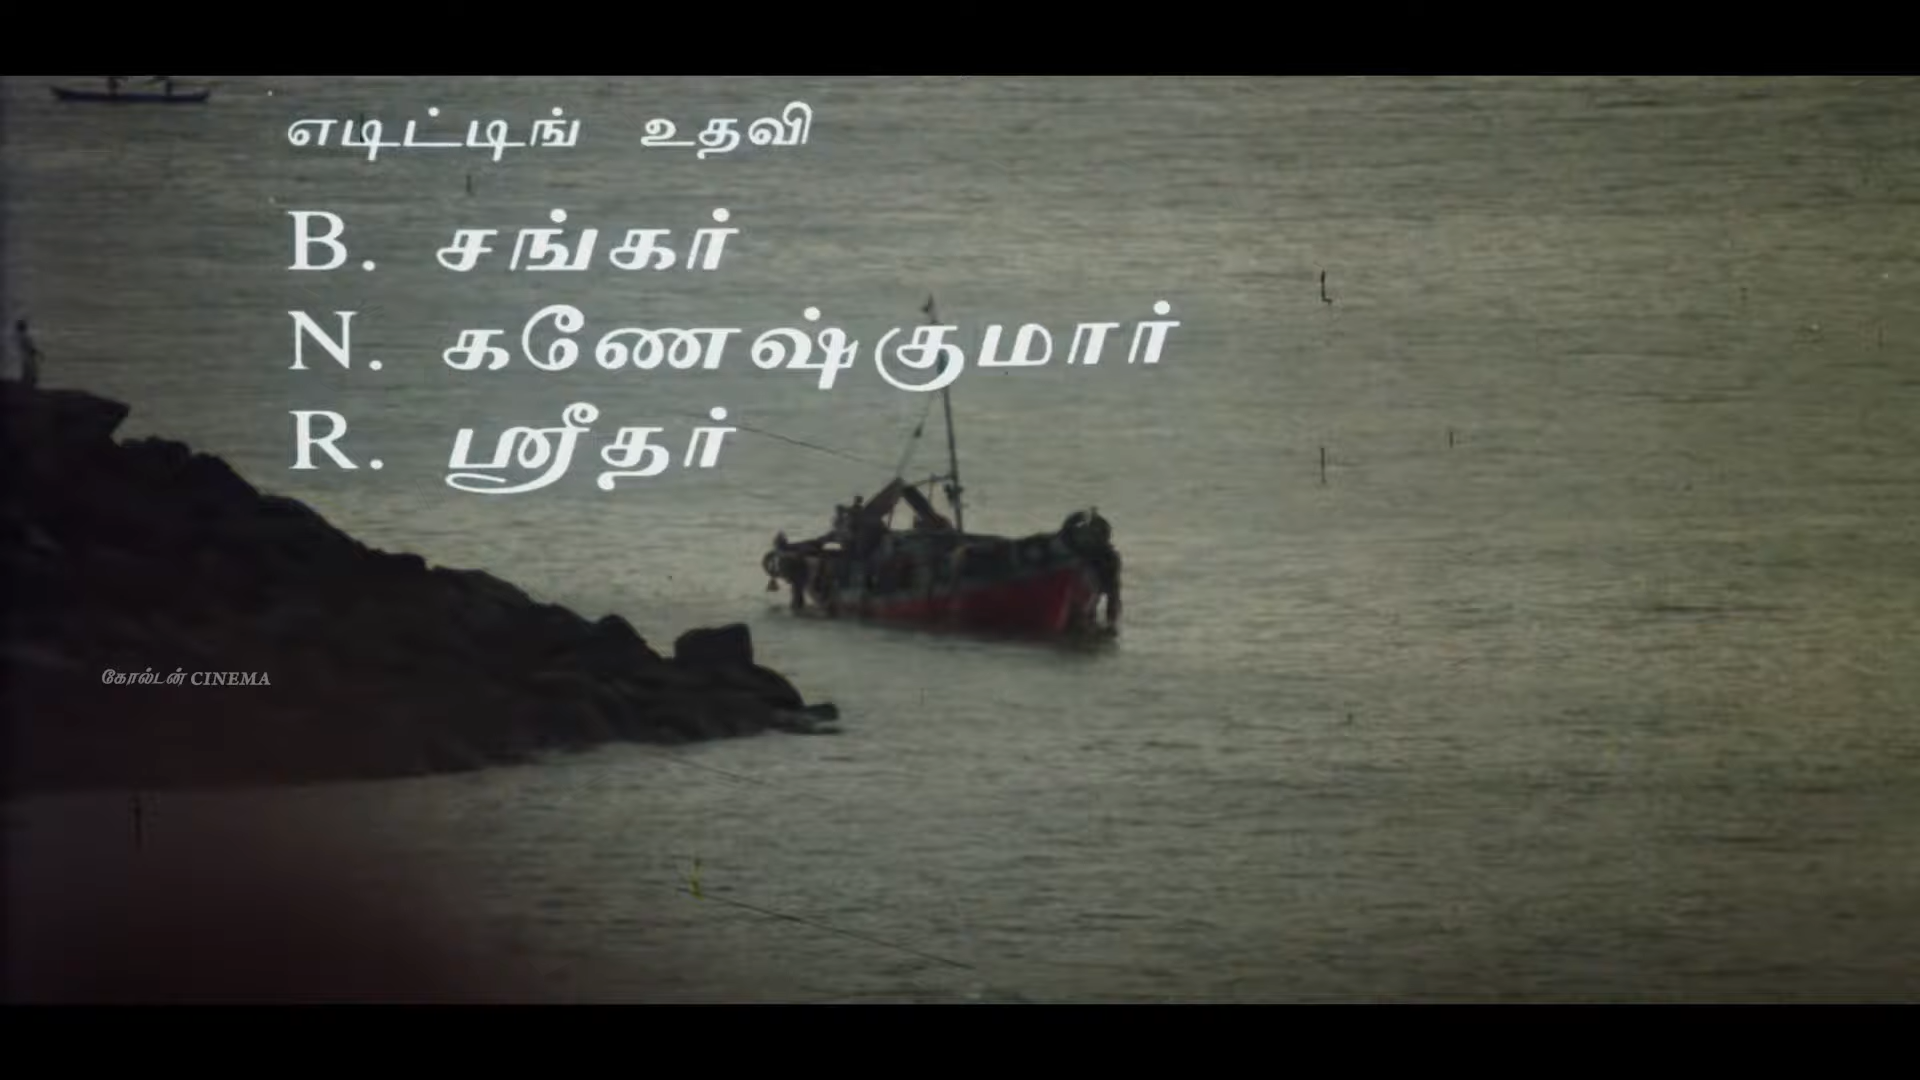 எடிட்டிங் உதவி
B. சங்கர்
N. கணேஷ்குமார்
R. ஸ்ரீதர்
கோல்டன் CINEMA